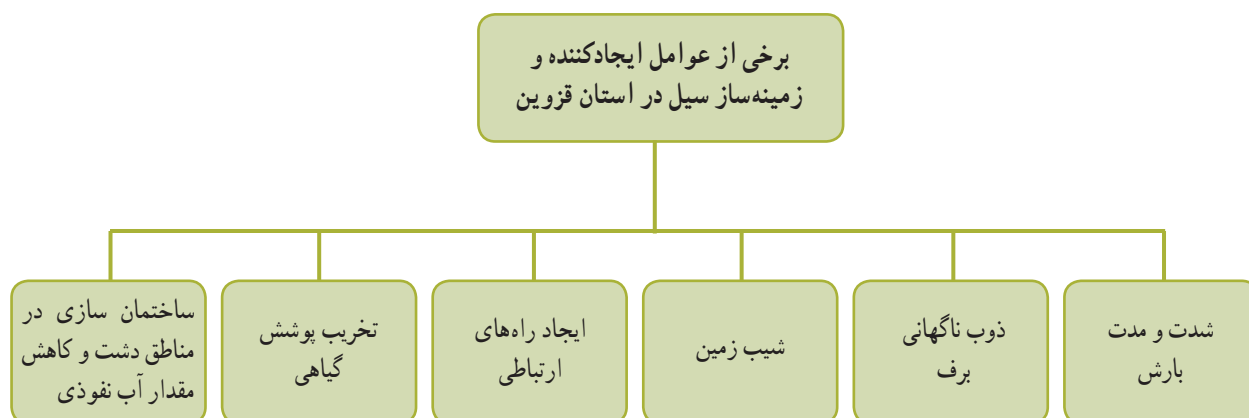 برخی از عوامل ایجادکننده و
زمینه‌ساز سیل در استان قزوین
شدت و مدت
بارش
ذوب ناگهانی
برف
شیب زمین
ایجاد راه‌های
ارتباطی
تخریب پوشش
گیاهی
ساختمان سازی در
مناطق دشت و کاهش
مقدار آب نفوذی